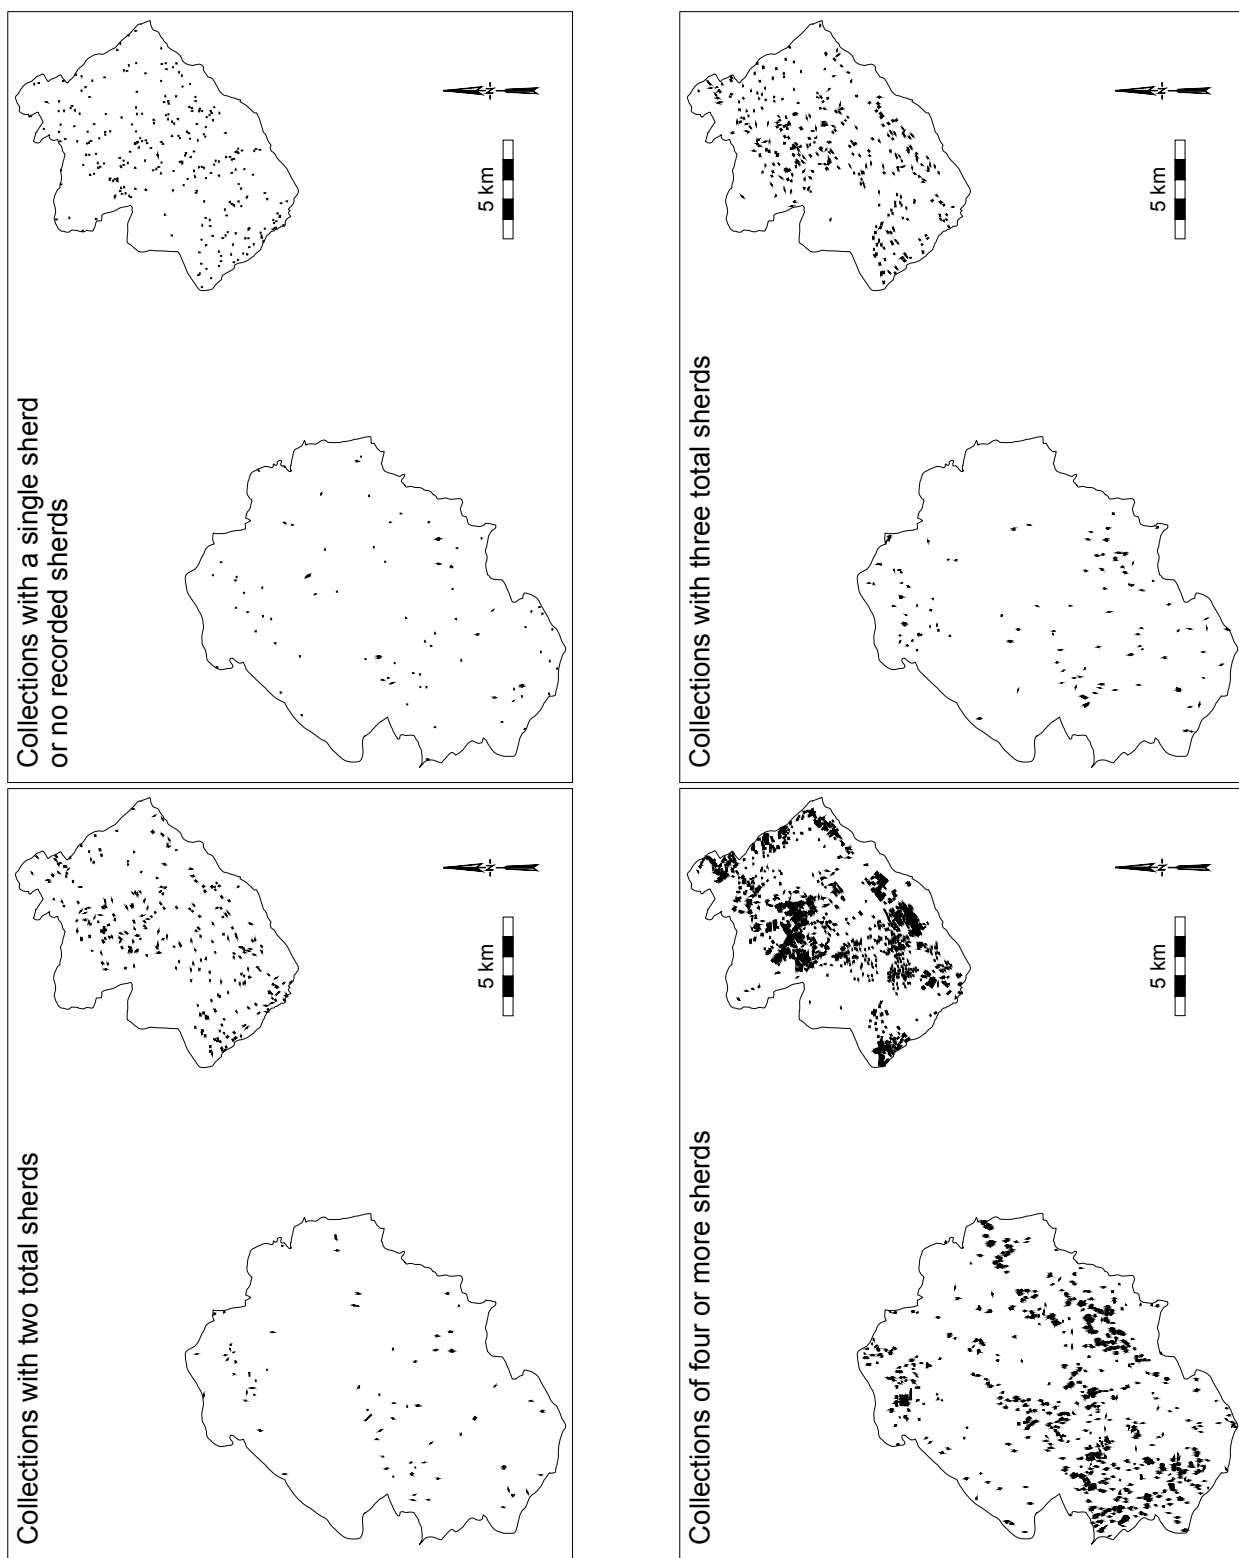 Collections with two total sherds
5 km
N
Collections with a single sherd
or no recorded sherds
5 km
N
Collections of four or more sherds
5 km
N
Collections with three total sherds
5 km
N